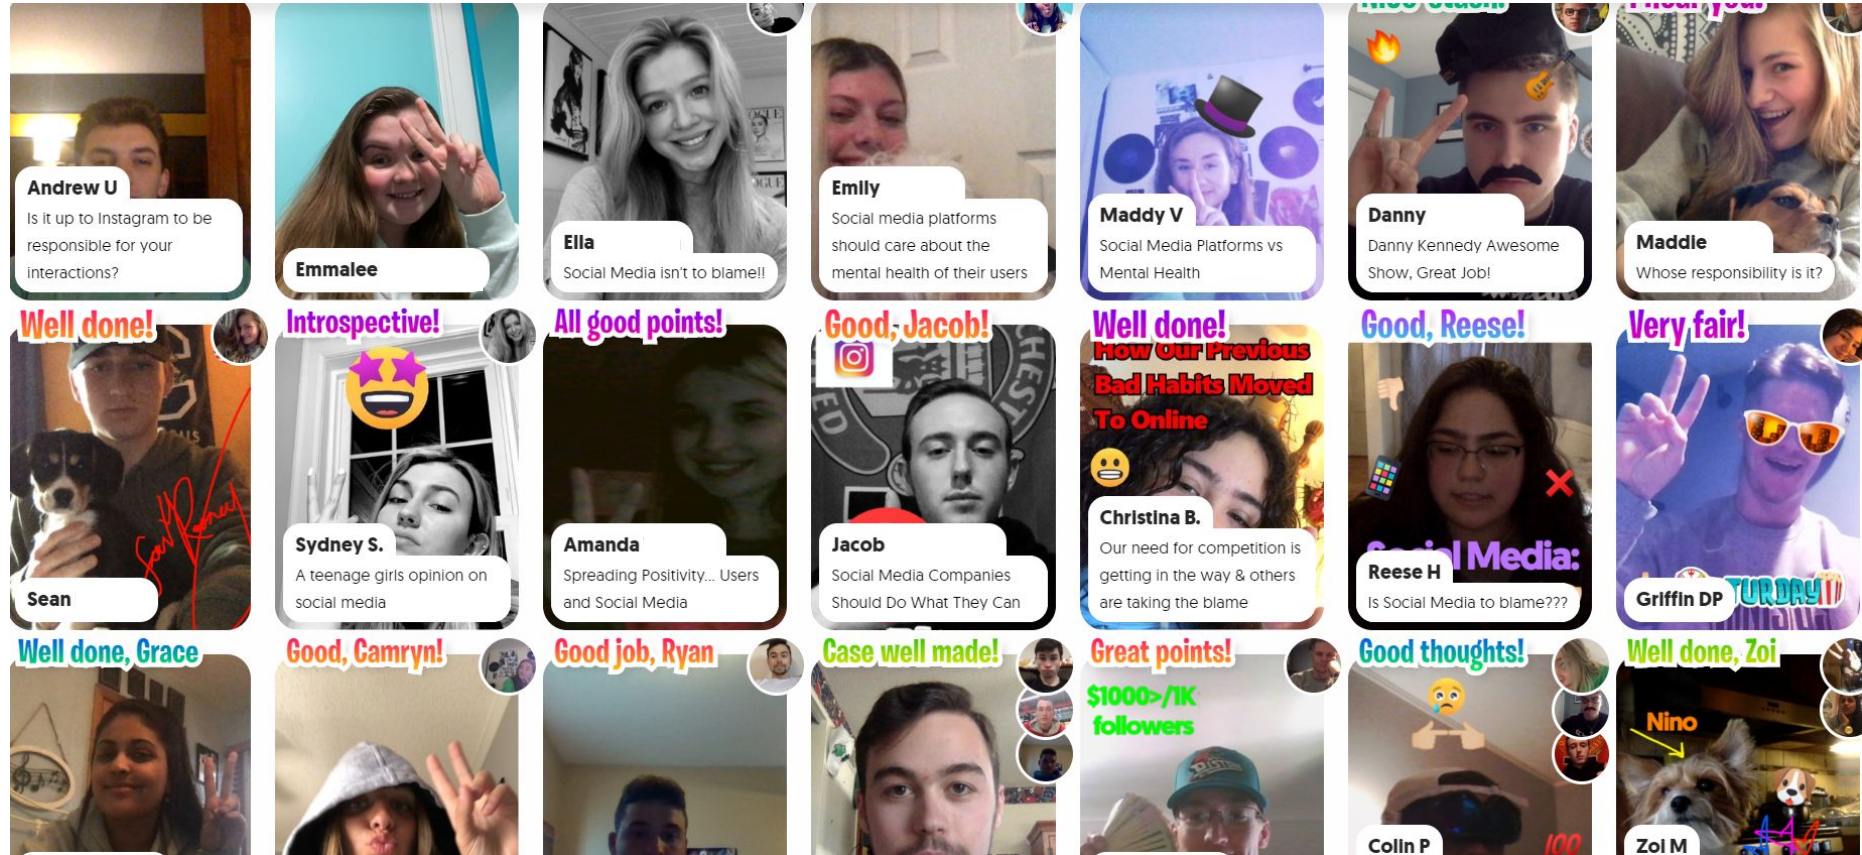 I hear you!
Andrew U
Is it up to Instagram to be
responsible for your
interactions?
Emmalee
VOGUE
Ella
Social Media isn't to blame!!
Emily
Social media platforms
should care about the
mental health of their users
Maddy V
Social Media Platforms vs
Mental Health
Danny
Danny Kennedy Awesome
Show, Great Job!
Maddie
Whose responsibility is it?
Well done!
Sean
Introspective!
Sydney S.
A teenage girls opinion on
social media
All good points!
Amanda
Spreading Positivity... Users
and Social Media
Good, Jacob!
Jacob
Social Media Companies
Should Do What They Can
Well done!
How Our Previous
Bad Habits Moved
To Online
Christina B.
Our need for competition is
getting in the way & others
are taking the blame
Good, Reese!
Media:
Reese H
Is Social Media to blame???
Very fair!
Griffin DP
Well done, Grace
Good, Camryn!
Good job, Ryan
Case well made!
Great points!
$1000>/1K
followers
Good thoughts!
100
Colin P
Well done, Zoi
Nino
Zoi M